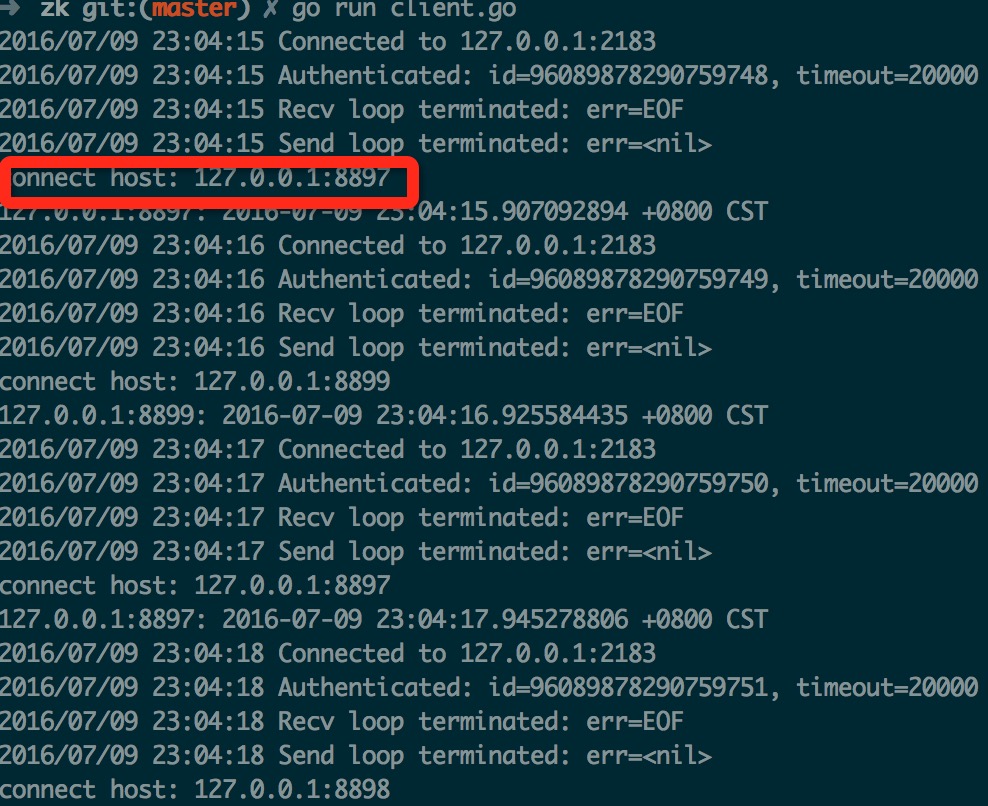 ➜ zk git:(master) ✗ go run client.go
2016/07/09 23:04:15 Connected to 127.0.0.1:2183
2016/07/09 23:04:15 Authenticated: id=96089878290759748, timeout=20000
2016/07/09 23:04:15 Recv loop terminated: err=EOF
2016/07/09 23:04:15 Send loop terminated: err=<nil>
connect host: 127.0.0.1:8897
127.0.0.1:8897: 2016-07-09 23:04:15.907092894 +0800 CST
2016/07/09 23:04:16 Connected to 127.0.0.1:2183
2016/07/09 23:04:16 Authenticated: id=96089878290759749, timeout=20000
2016/07/09 23:04:16 Recv loop terminated: err=EOF
2016/07/09 23:04:16 Send loop terminated: err=<nil>
connect host: 127.0.0.1:8899
127.0.0.1:8899: 2016-07-09 23:04:16.925584435 +0800 CST
2016/07/09 23:04:17 Connected to 127.0.0.1:2183
2016/07/09 23:04:17 Authenticated: id=96089878290759750, timeout=20000
2016/07/09 23:04:17 Recv loop terminated: err=EOF
2016/07/09 23:04:17 Send loop terminated: err=<nil>
connect host: 127.0.0.1:8897
127.0.0.1:8897: 2016-07-09 23:04:17.945278806 +0800 CST
2016/07/09 23:04:18 Connected to 127.0.0.1:2183
2016/07/09 23:04:18 Authenticated: id=96089878290759751, timeout=20000
2016/07/09 23:04:18 Recv loop terminated: err=EOF
2016/07/09 23:04:18 Send loop terminated: err=<nil>
connect host: 127.0.0.1:8898